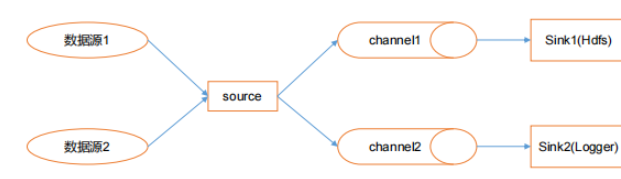 数据源1
channel1
Sink1(Hdfs)
source
数据源2
channel2
Sink2(Logger)